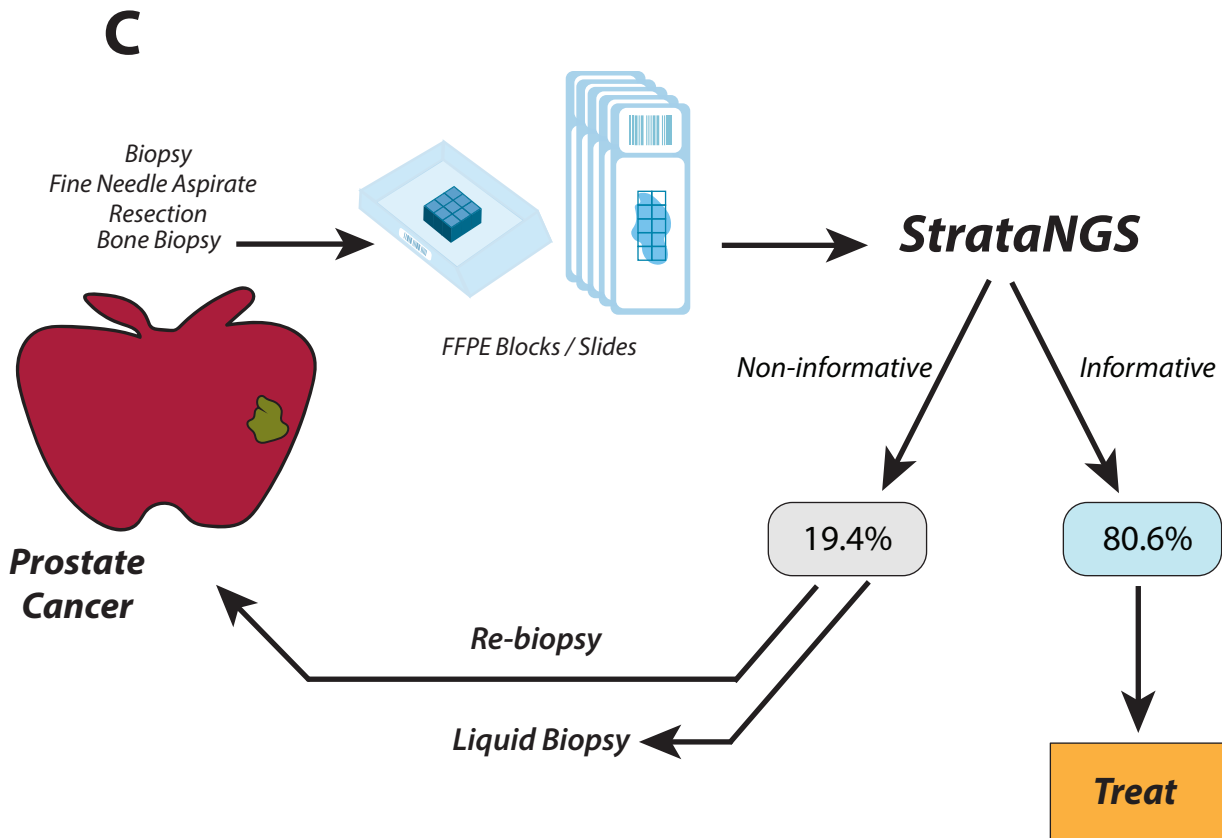 C
Biopsy
Fine Needle Aspirate
Resection
Bone Biopsy
FFPE Blocks / Slides
StrataNGS
Non-informative
Informative
19.4%
80.6%
Prostate
Cancer
Re-biopsy
Liquid Biopsy
Treat